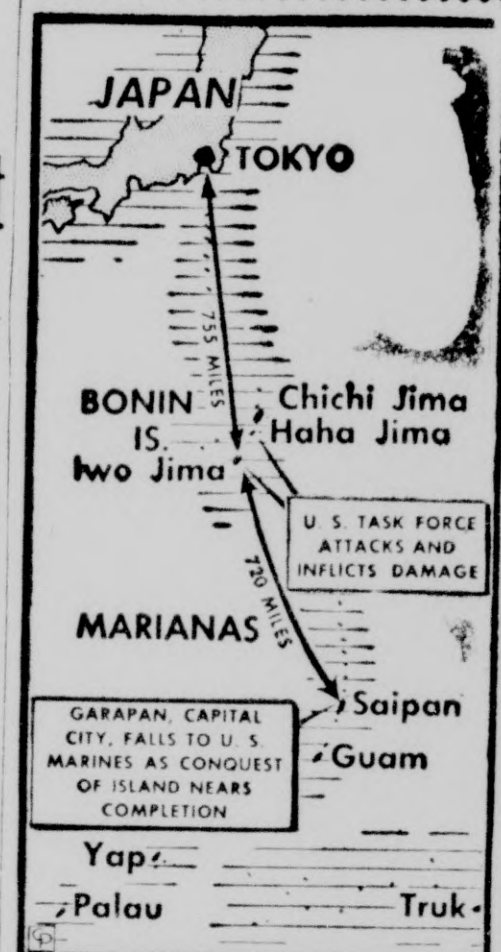 JAPAN
TOKYO
755 MILES
BONIN
IS.
Chichi Jima
Haha Jima
Iwo Jima
U. S. TASK FORCE
ATTACKS AND
INFLICTS DAMAGE
720 MILES
MARIANAS
Saipan
GARAPAN, CAPITAL
CITY, FALLS TO U. S.
MARINES AS CONQUEST
OF ISLAND NEARS
COMPLETION
Guam
Yap
Palau
Truk
CP